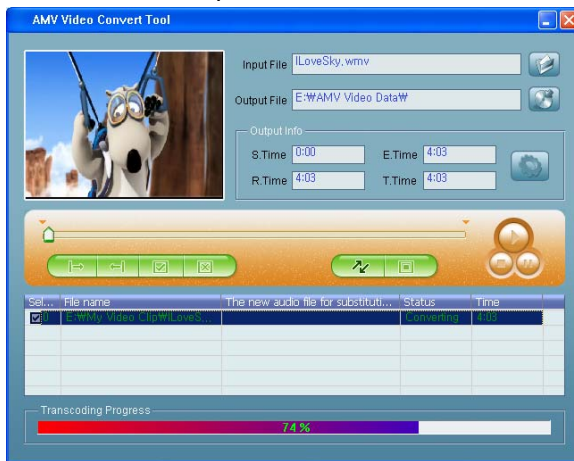 AMV Video Convert Tool
Input File ILoveSky.wmv
Output File E:₩AMV Video Data₩
Output Info
S.Time 0:00 E.Time 4:03
R.Time 4:03 T.Time 4:03
Sel... File name The new audio file for substituti... Status Time
0 E:₩My Video Clip₩ILoveS... Converting 4:03
Transcoding Progress
74 %